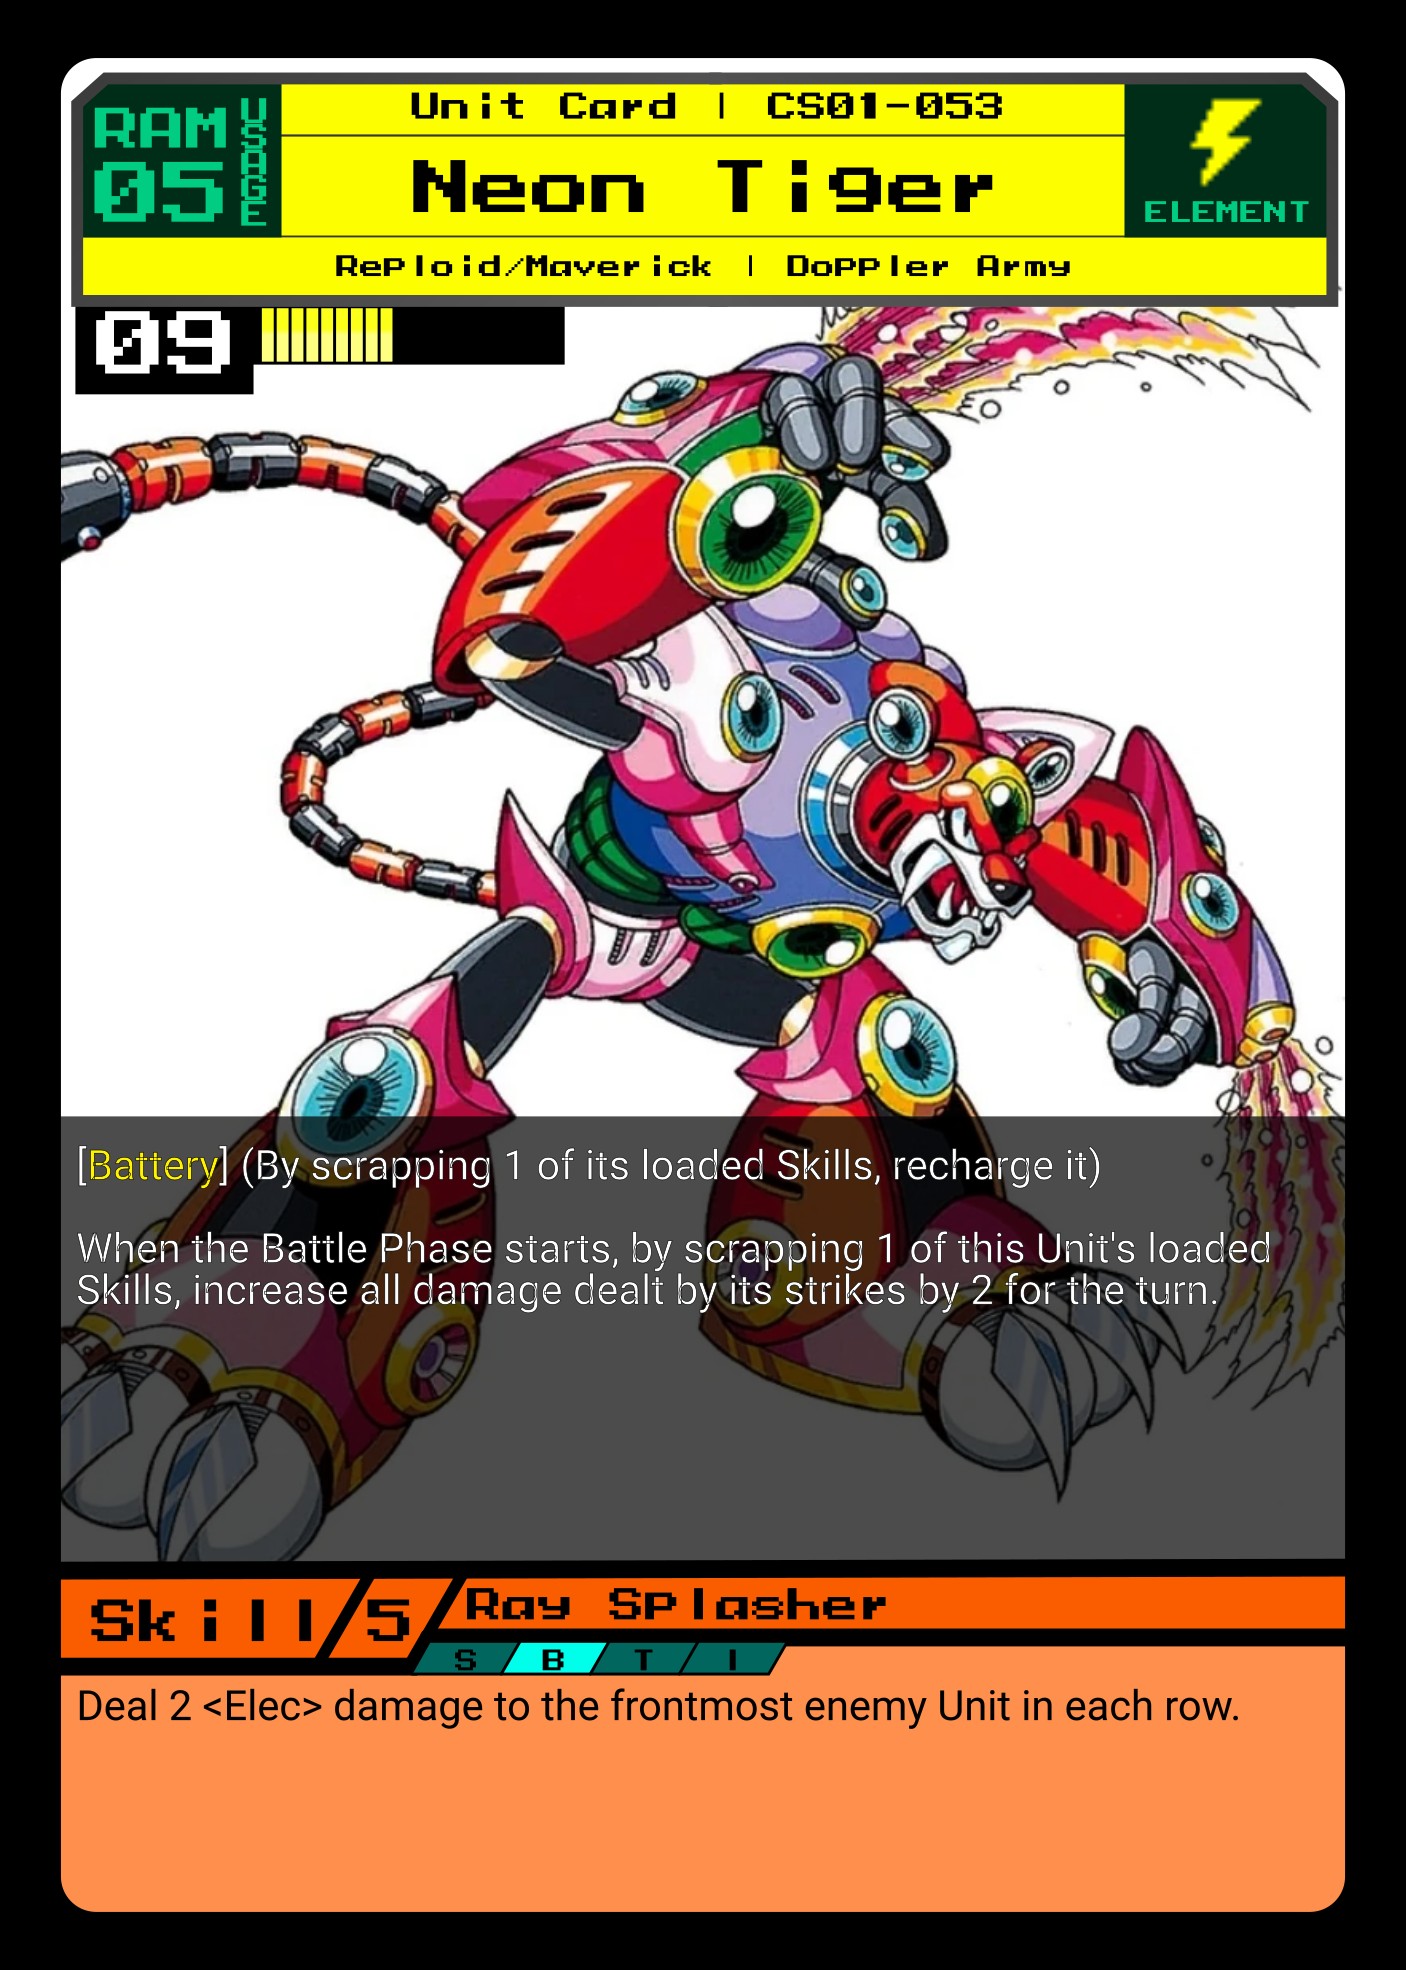 RAM USAGE
05
Unit Card | CS01-053
Neon Tiger
ELEMENT
Reploid/Maverick | Doppler Army
09
[Battery] (By scrapping 1 of its loaded Skills, recharge it)
When the Battle Phase starts, by scrapping 1 of this Unit's loaded
Skills, increase all damage dealt by its strikes by 2 for the turn.
Skill/5 Ray Splasher
S B T I
Deal 2 <Elec> damage to the frontmost enemy Unit in each row.